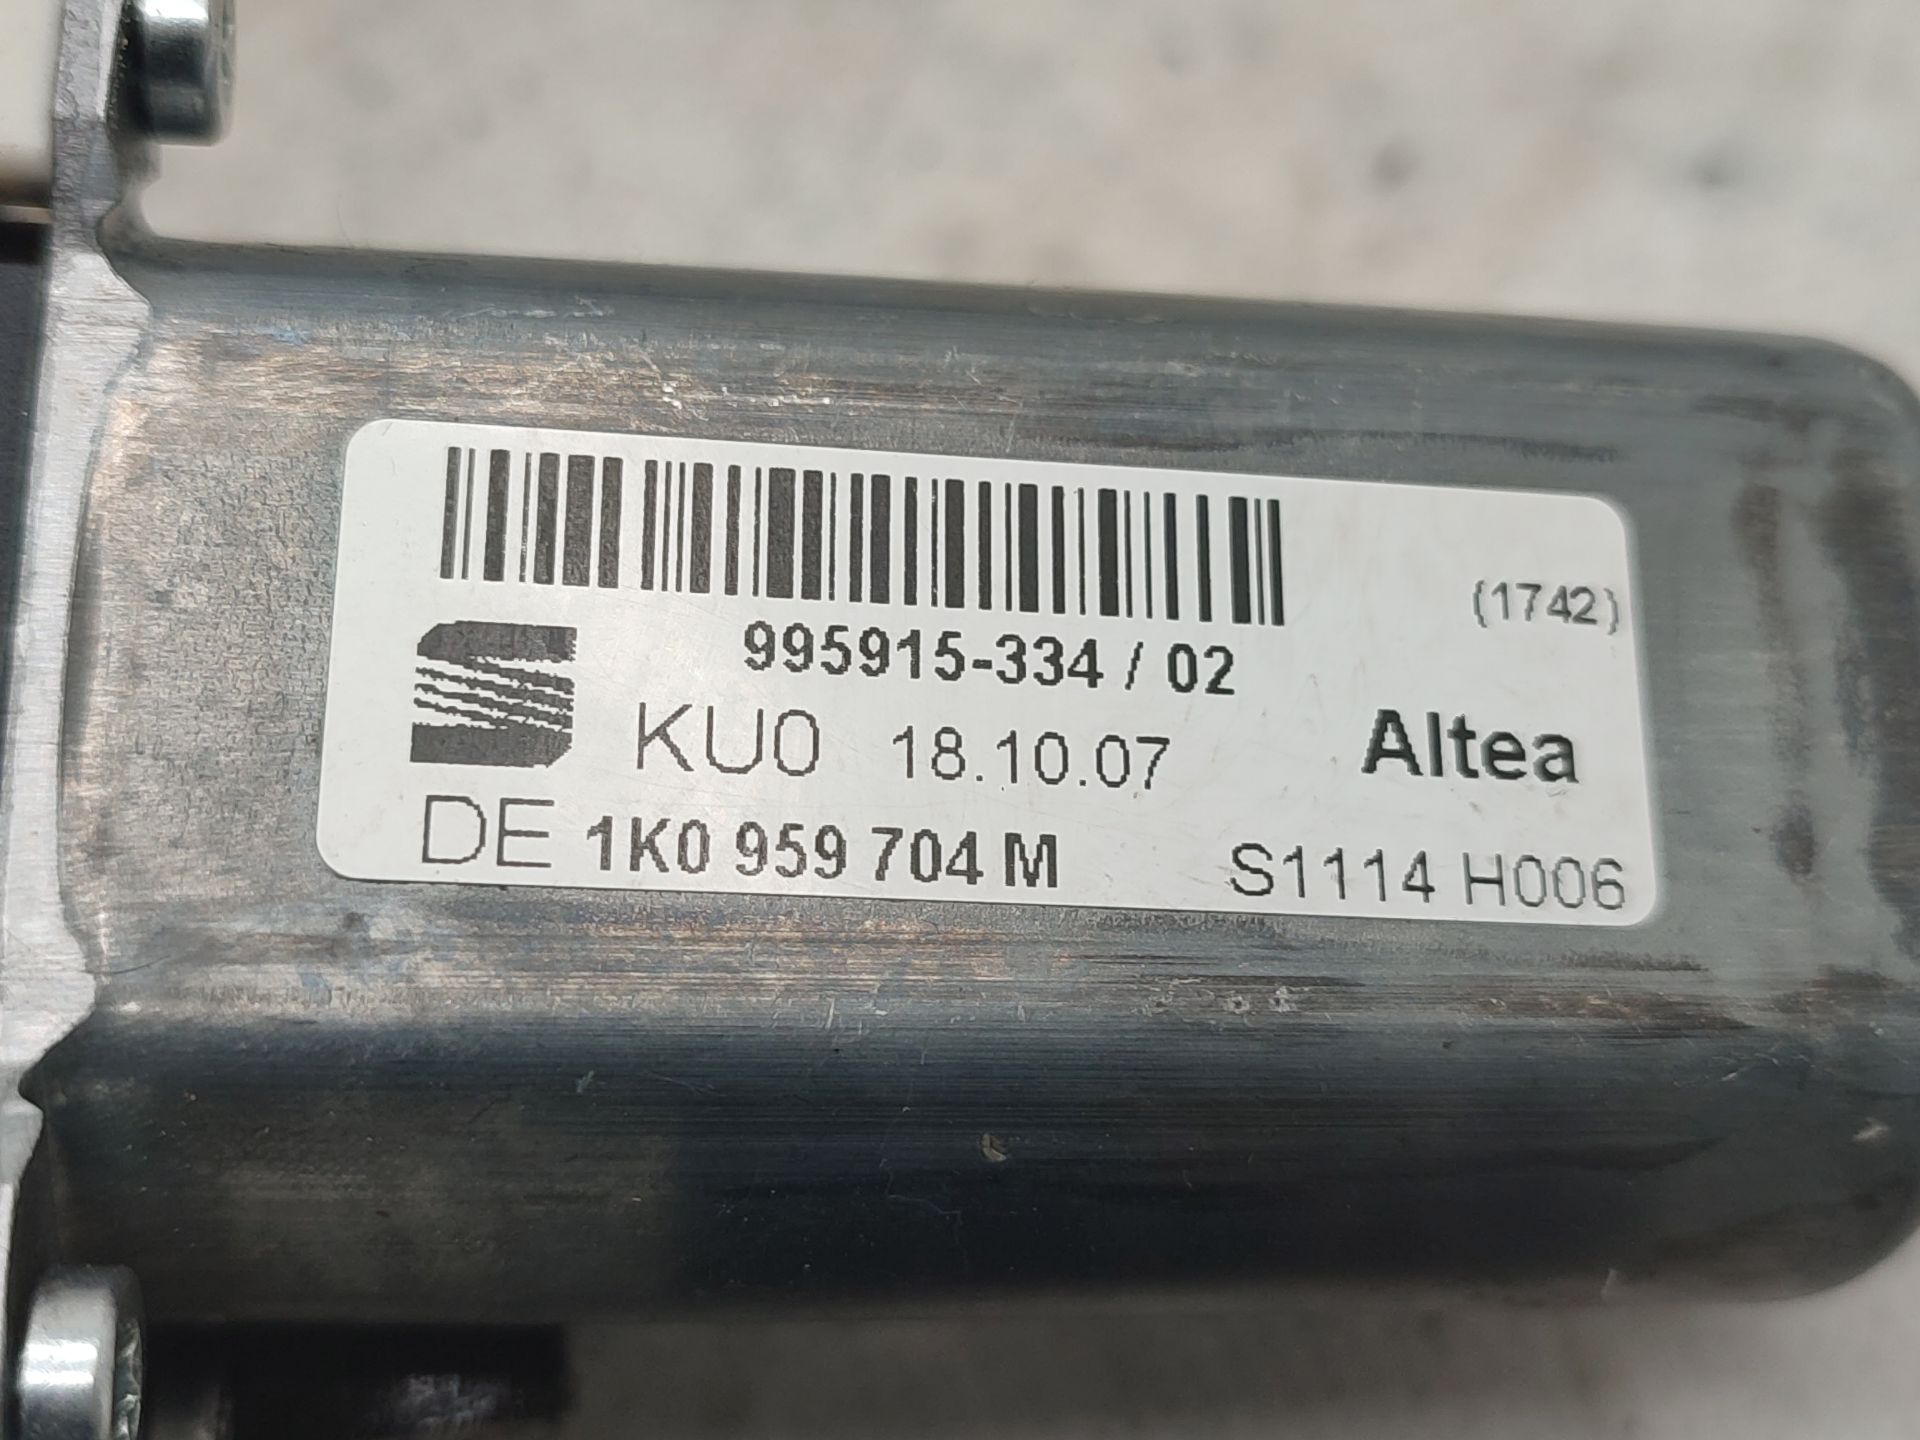 (1742)
995915-334 / 02
KU0 18.10.07 Altea
DE 1K0 959 704 M S1114 H006